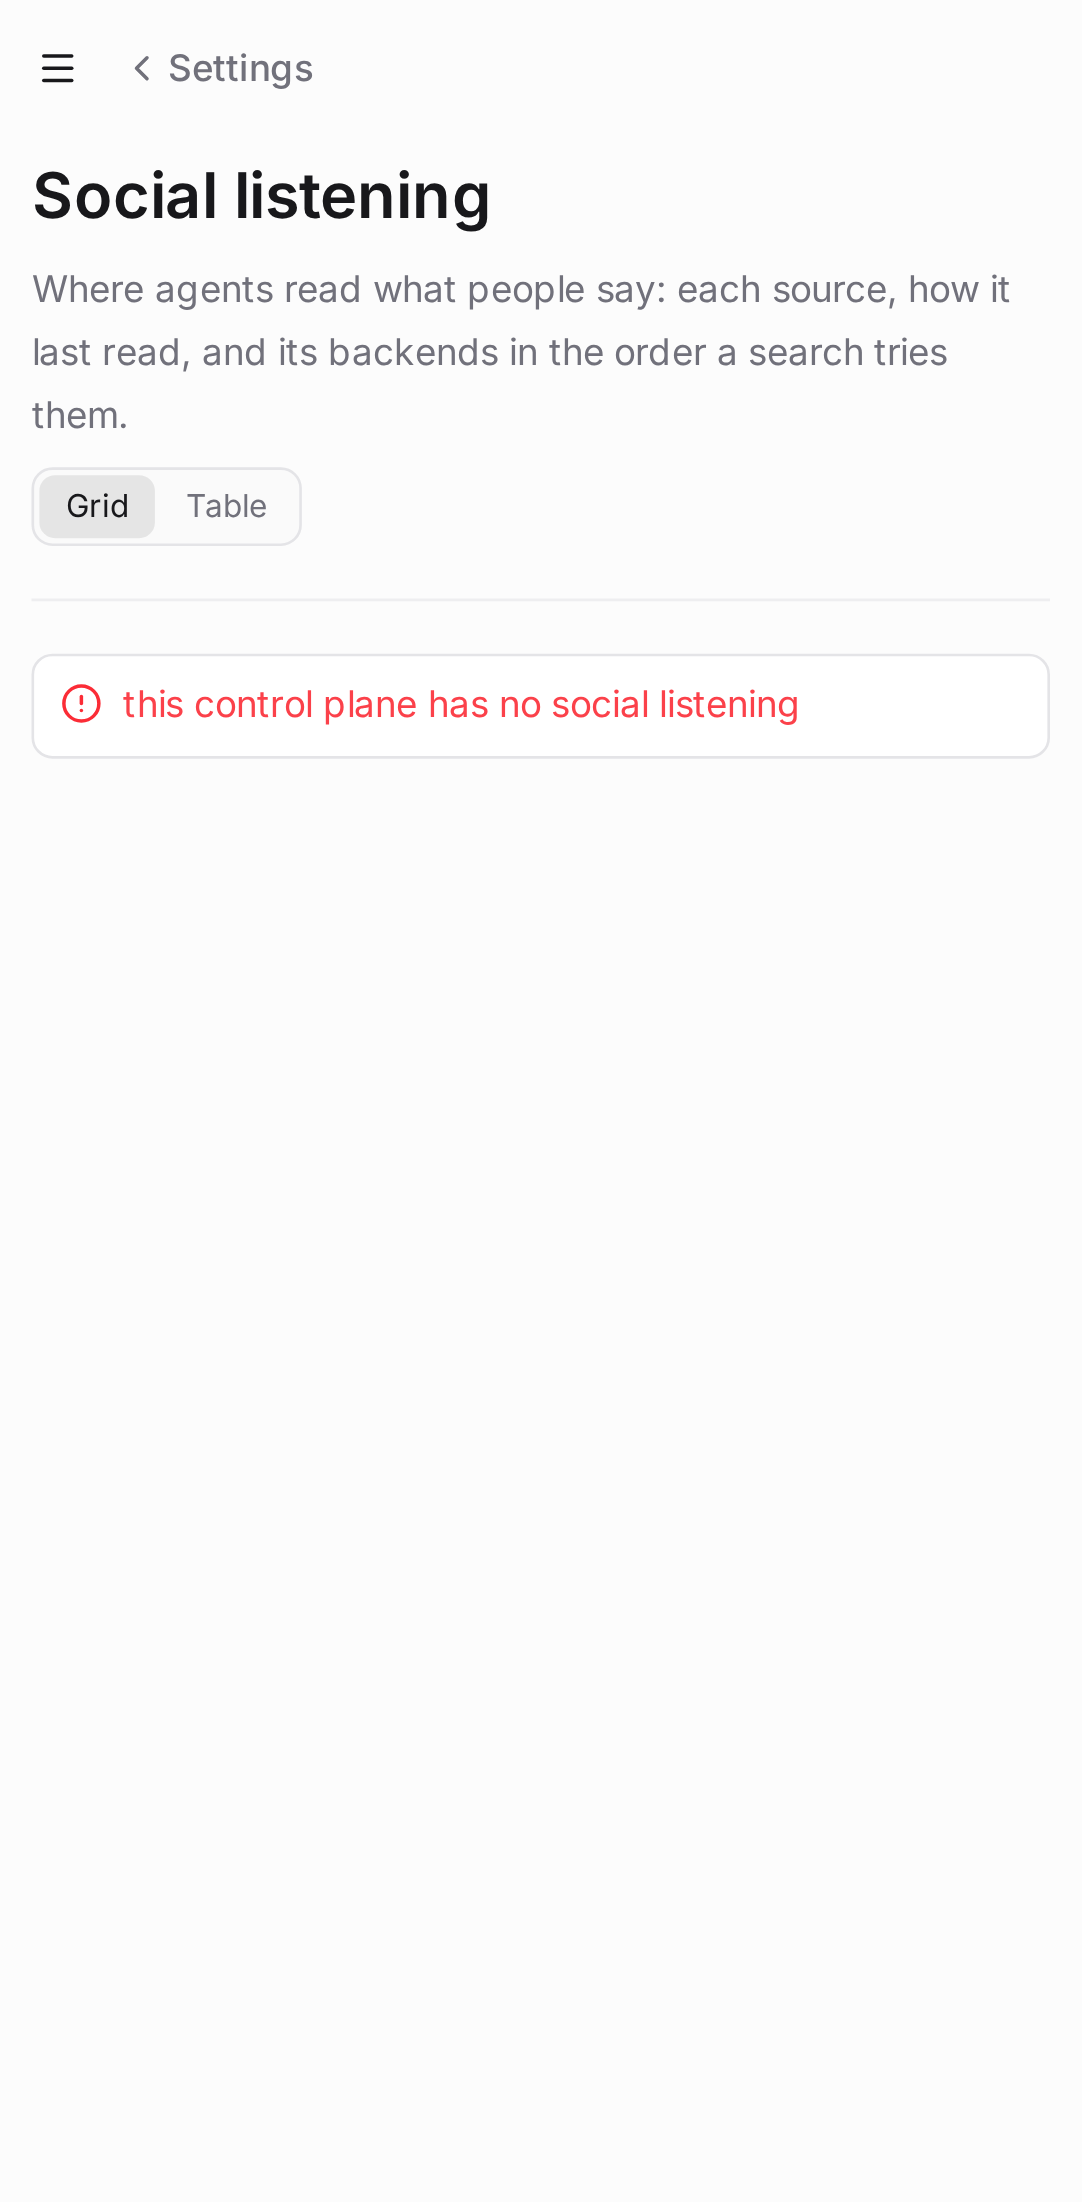 Settings
Social listening
Where agents read what people say: each source, how it
last read, and its backends in the order a search tries
them.
Grid Table
this control plane has no social listening